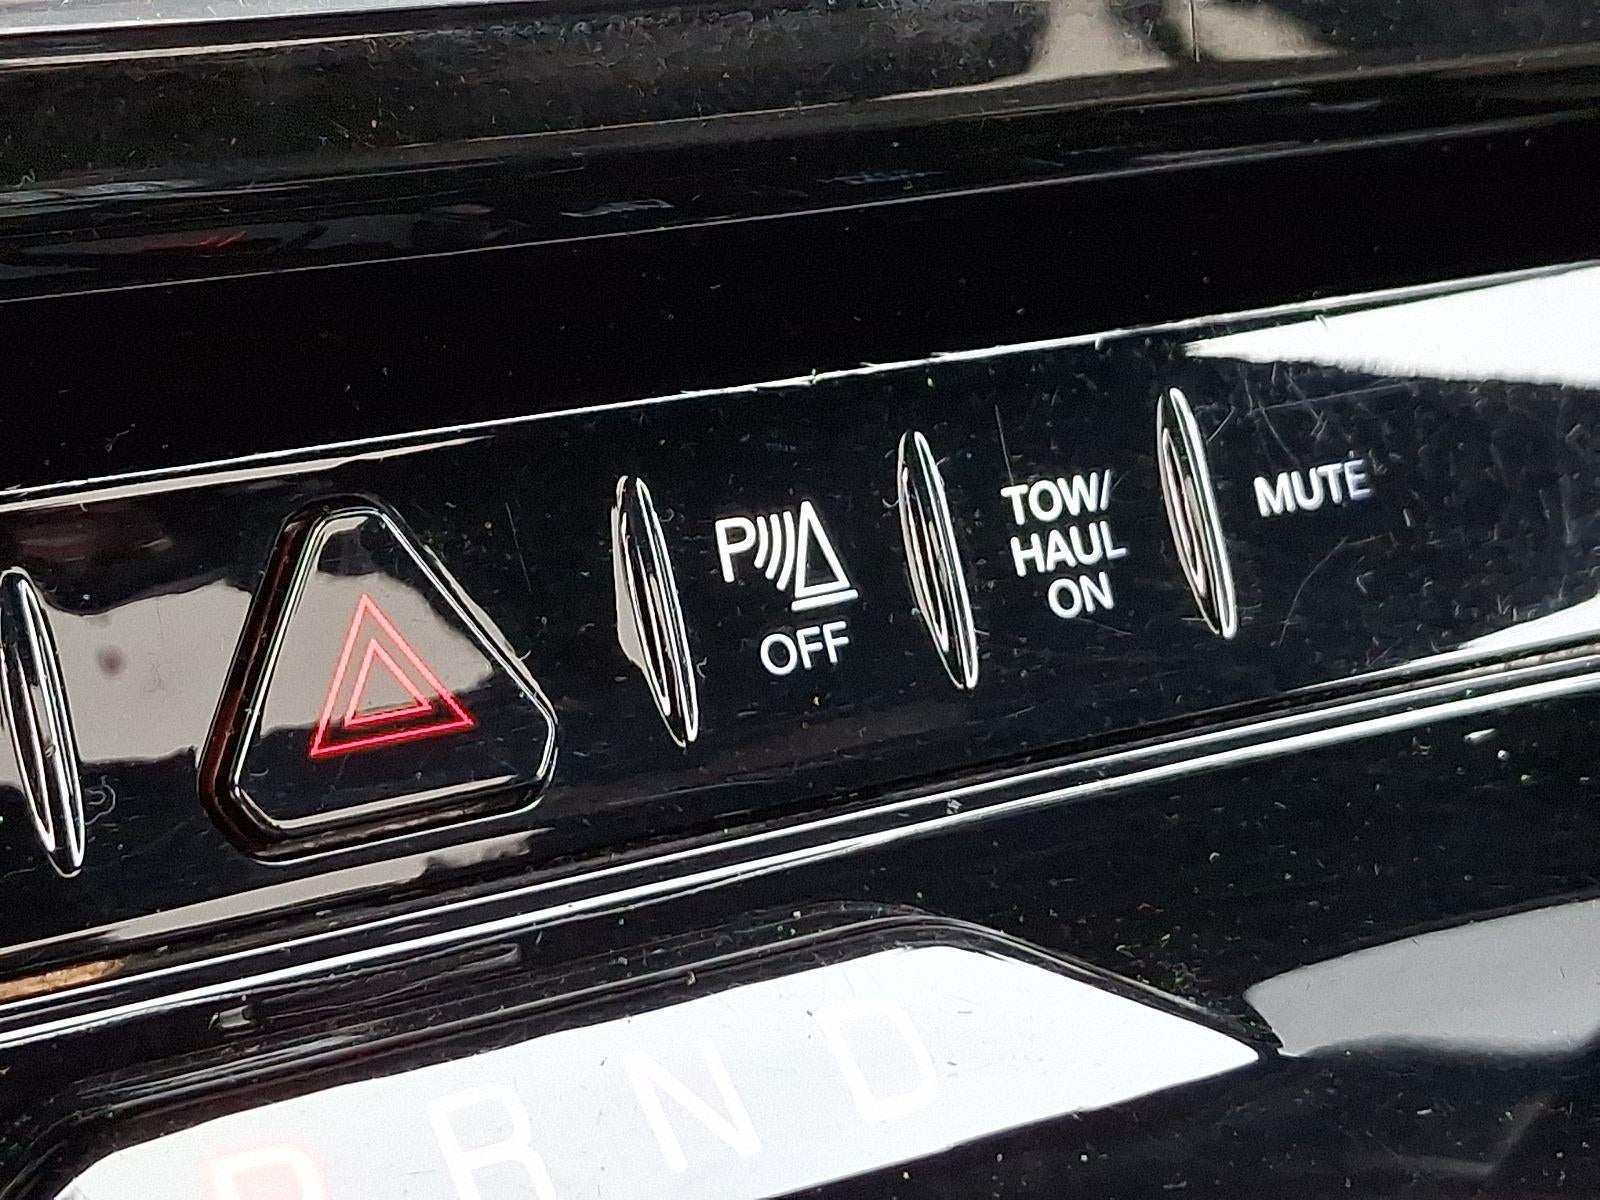 P
OFF
TOW/
HAUL
ON
MUTE
P R N D